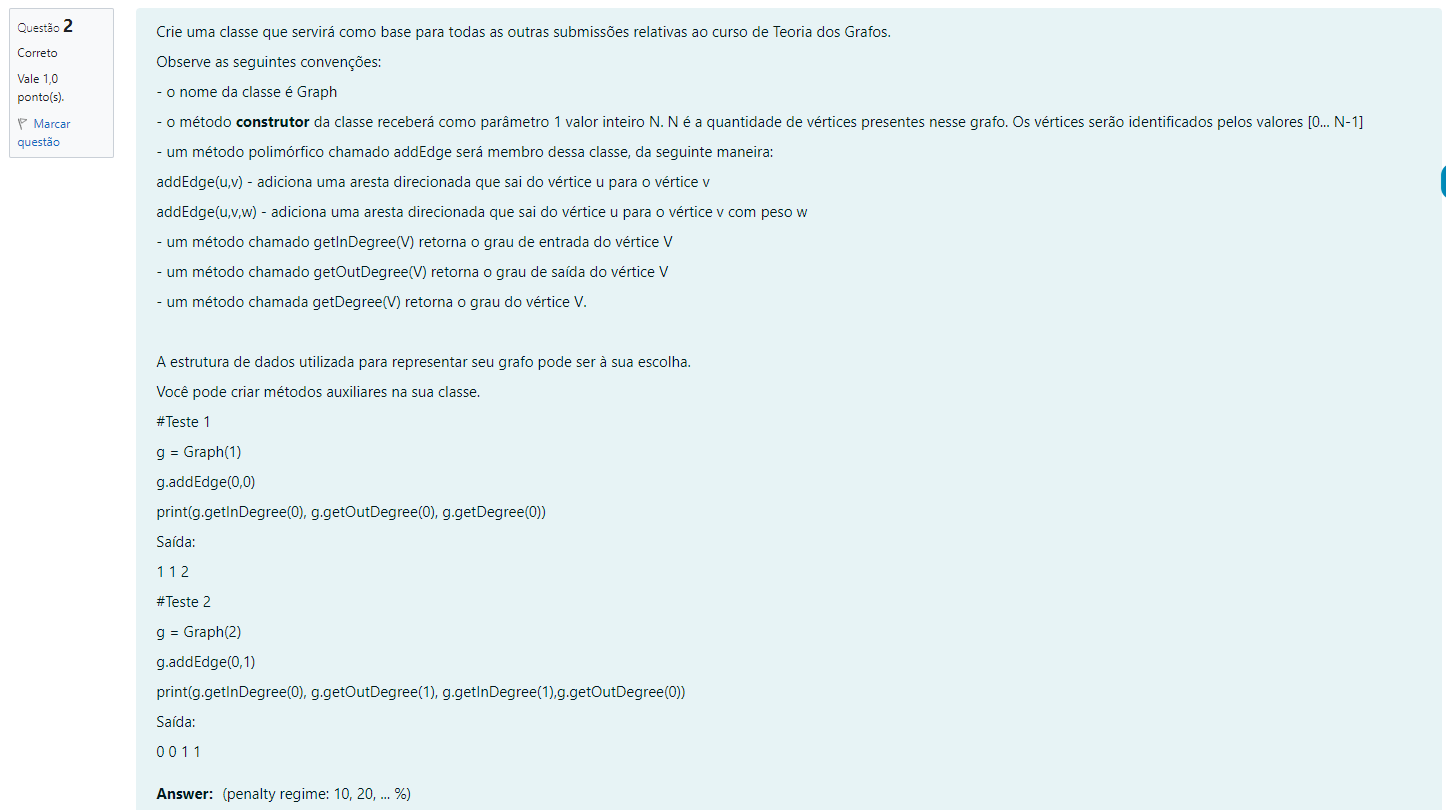 Questão 2
Correto
Vale 1,0
ponto(s).
Marcar
questão
Crie uma classe que servirá como base para todas as outras submissões relativas ao curso de Teoria dos Grafos.
Observe as seguintes convenções:
- o nome da classe é Graph
- o método construtor da classe receberá como parâmetro 1 valor inteiro N. N é a quantidade de vértices presentes nesse grafo. Os vértices serão identificados pelos valores [0... N-1]
- um método polimórfico chamado addEdge será membro dessa classe, da seguinte maneira:
addEdge(u,v) - adiciona uma aresta direcionada que sai do vértice u para o vértice v
addEdge(u,v,w) - adiciona uma aresta direcionada que sai do vértice u para o vértice v com peso w
- um método chamado getInDegree(V) retorna o grau de entrada do vértice V
- um método chamado getOutDegree(V) retorna o grau de saída do vértice V
- um método chamada getDegree(V) retorna o grau do vértice V.
A estrutura de dados utilizada para representar seu grafo pode ser à sua escolha.
Você pode criar métodos auxiliares na sua classe.
#Teste 1
g = Graph(1)
g.addEdge(0,0)
print(g.getInDegree(0), g.getOutDegree(0), g.getDegree(0))
Saída:
1 1 2
#Teste 2
g = Graph(2)
g.addEdge(0,1)
print(g.getInDegree(0), g.getOutDegree(1), g.getInDegree(1),g.getOutDegree(0))
Saída:
0 0 1 1
Answer: (penalty regime: 10, 20, ... %)